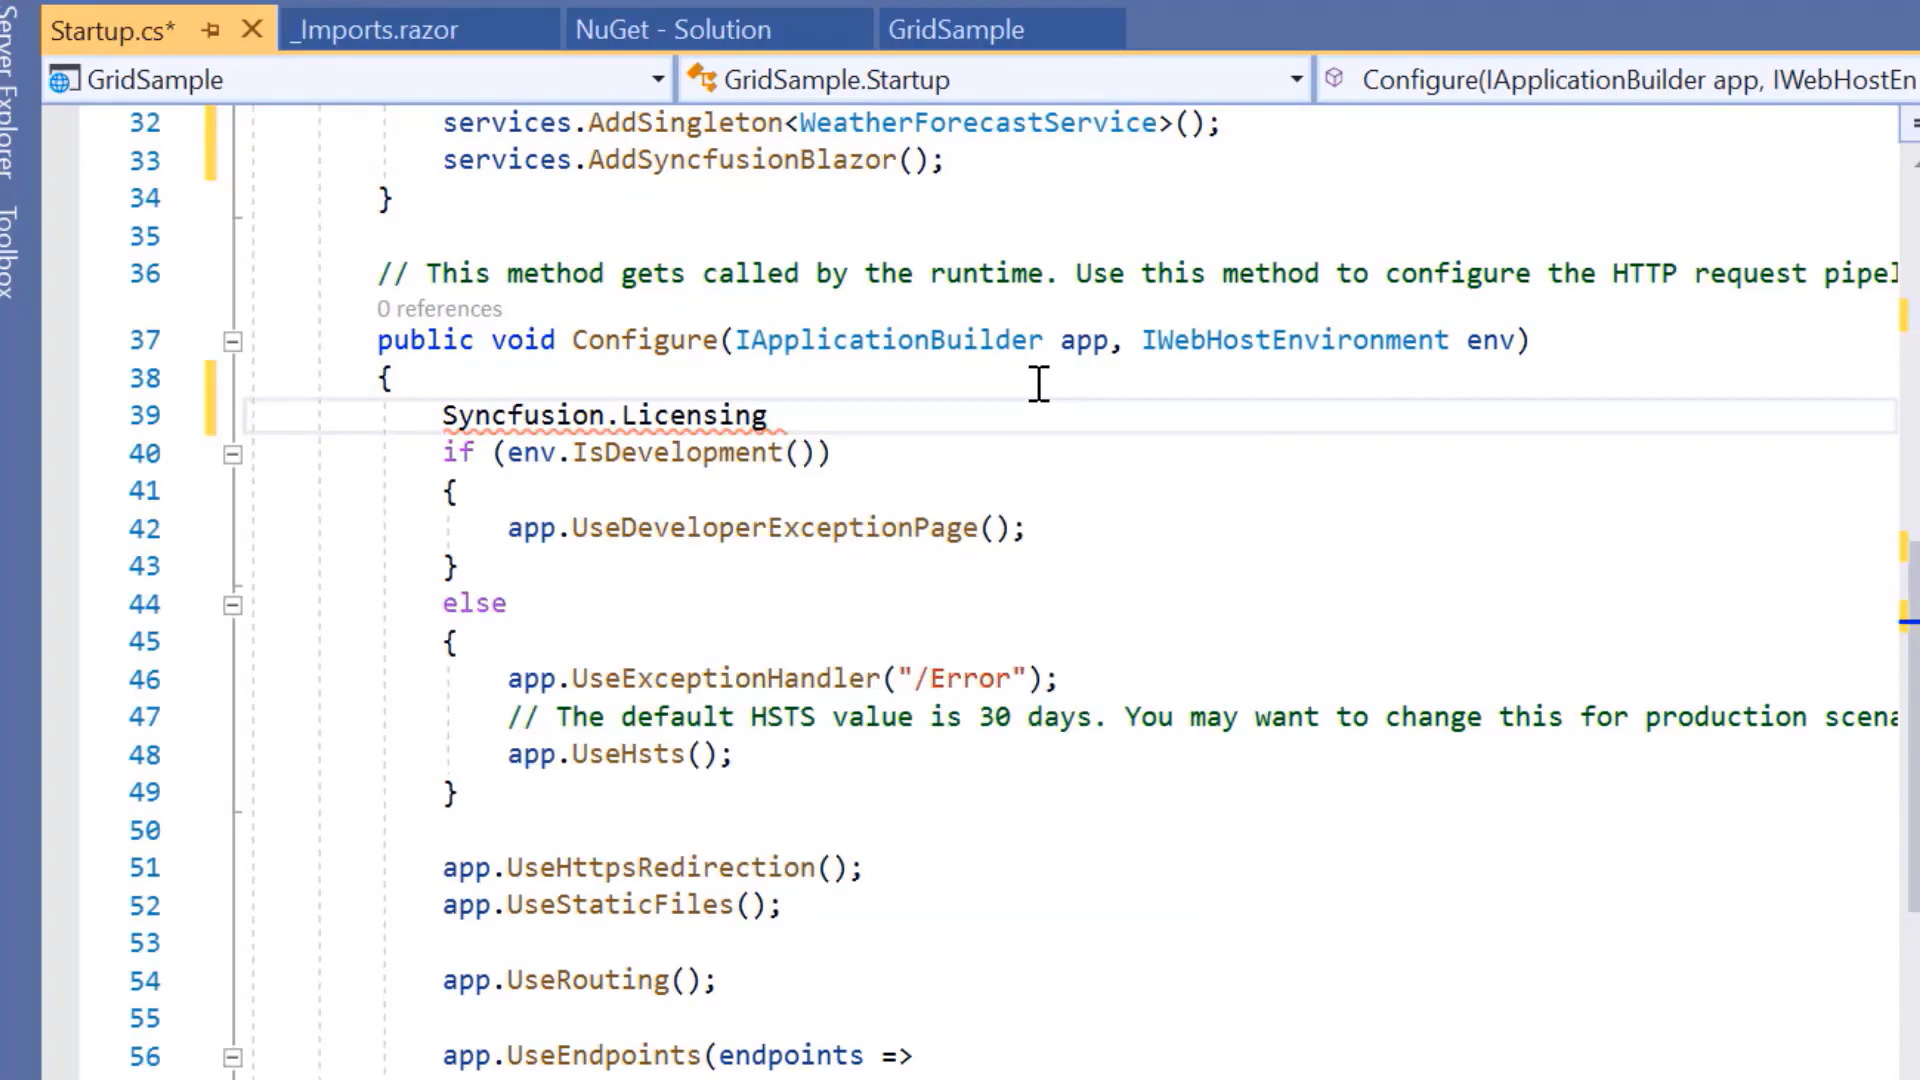 Server Explorer
Toolbox
Startup.cs*
_Imports.razor
NuGet - Solution
GridSample
GridSample
GridSample.Startup
Configure(IApplicationBuilder app, IWebHostEn
32 services.AddSingleton<WeatherForecastService>();
33 services.AddSyncfusionBlazor();
34 }
35
36 // This method gets called by the runtime. Use this method to configure the HTTP request pipel
0 references
37 public void Configure(IApplicationBuilder app, IWebHostEnvironment env)
38 {
39 Syncfusion.Licensing
40 if (env.IsDevelopment())
41 {
42 app.UseDeveloperExceptionPage();
43 }
44 else
45 {
46 app.UseExceptionHandler("/Error");
47 // The default HSTS value is 30 days. You may want to change this for production scena
48 app.UseHsts();
49 }
50
51 app.UseHttpsRedirection();
52 app.UseStaticFiles();
53
54 app.UseRouting();
55
56 app.UseEndpoints(endpoints =>